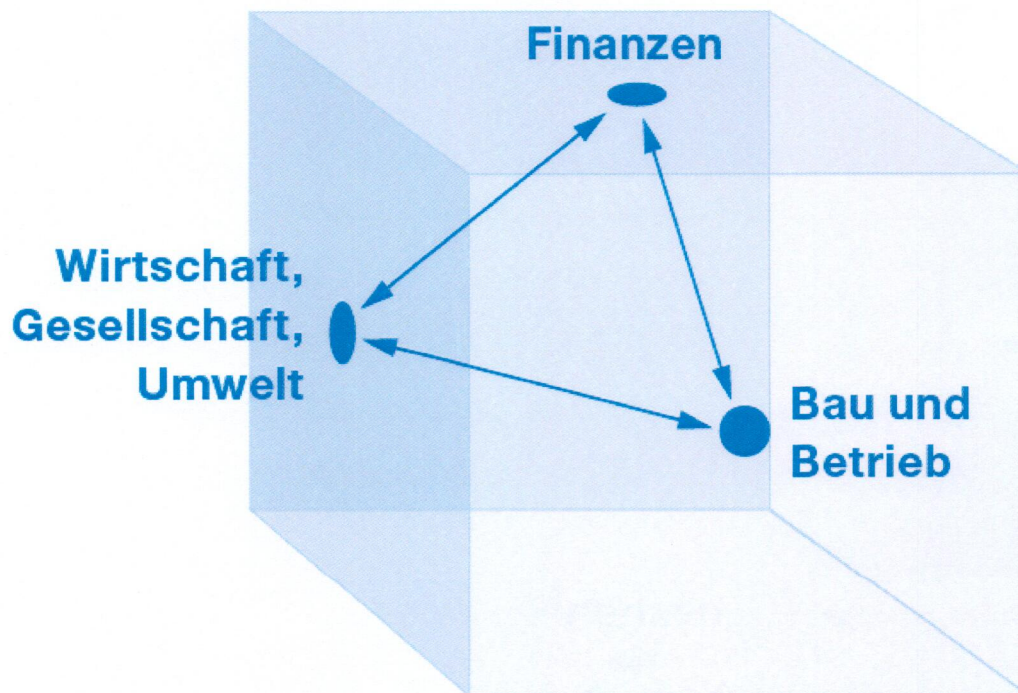 Finanzen
Wirtschaft,
Gesellschaft,
Umwelt
Bau und
Betrieb